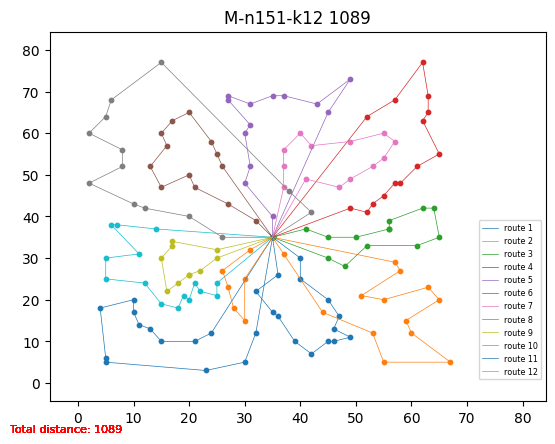 M-n151-k12 1089
80
70
60
50
40
30
20
10
0
0 10 20 30 40 50 60 70 80
route 1
route 2
route 3
route 4
route 5
route 6
route 7
route 8
route 9
route 10
route 11
route 12
Total distance: 1089